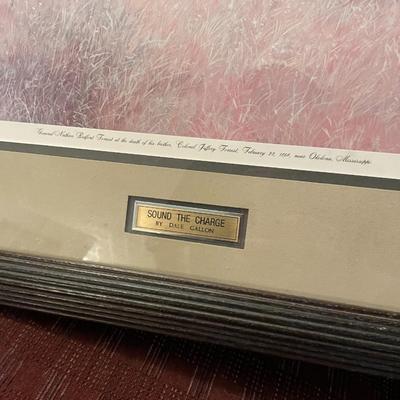 General Nathan Bedford Forrest at the death of his brother, Colonel Jeffrey Forrest, February 22, 1864, near Okolona, Mississippi
SOUND THE CHARGE
BY DALE GALLON